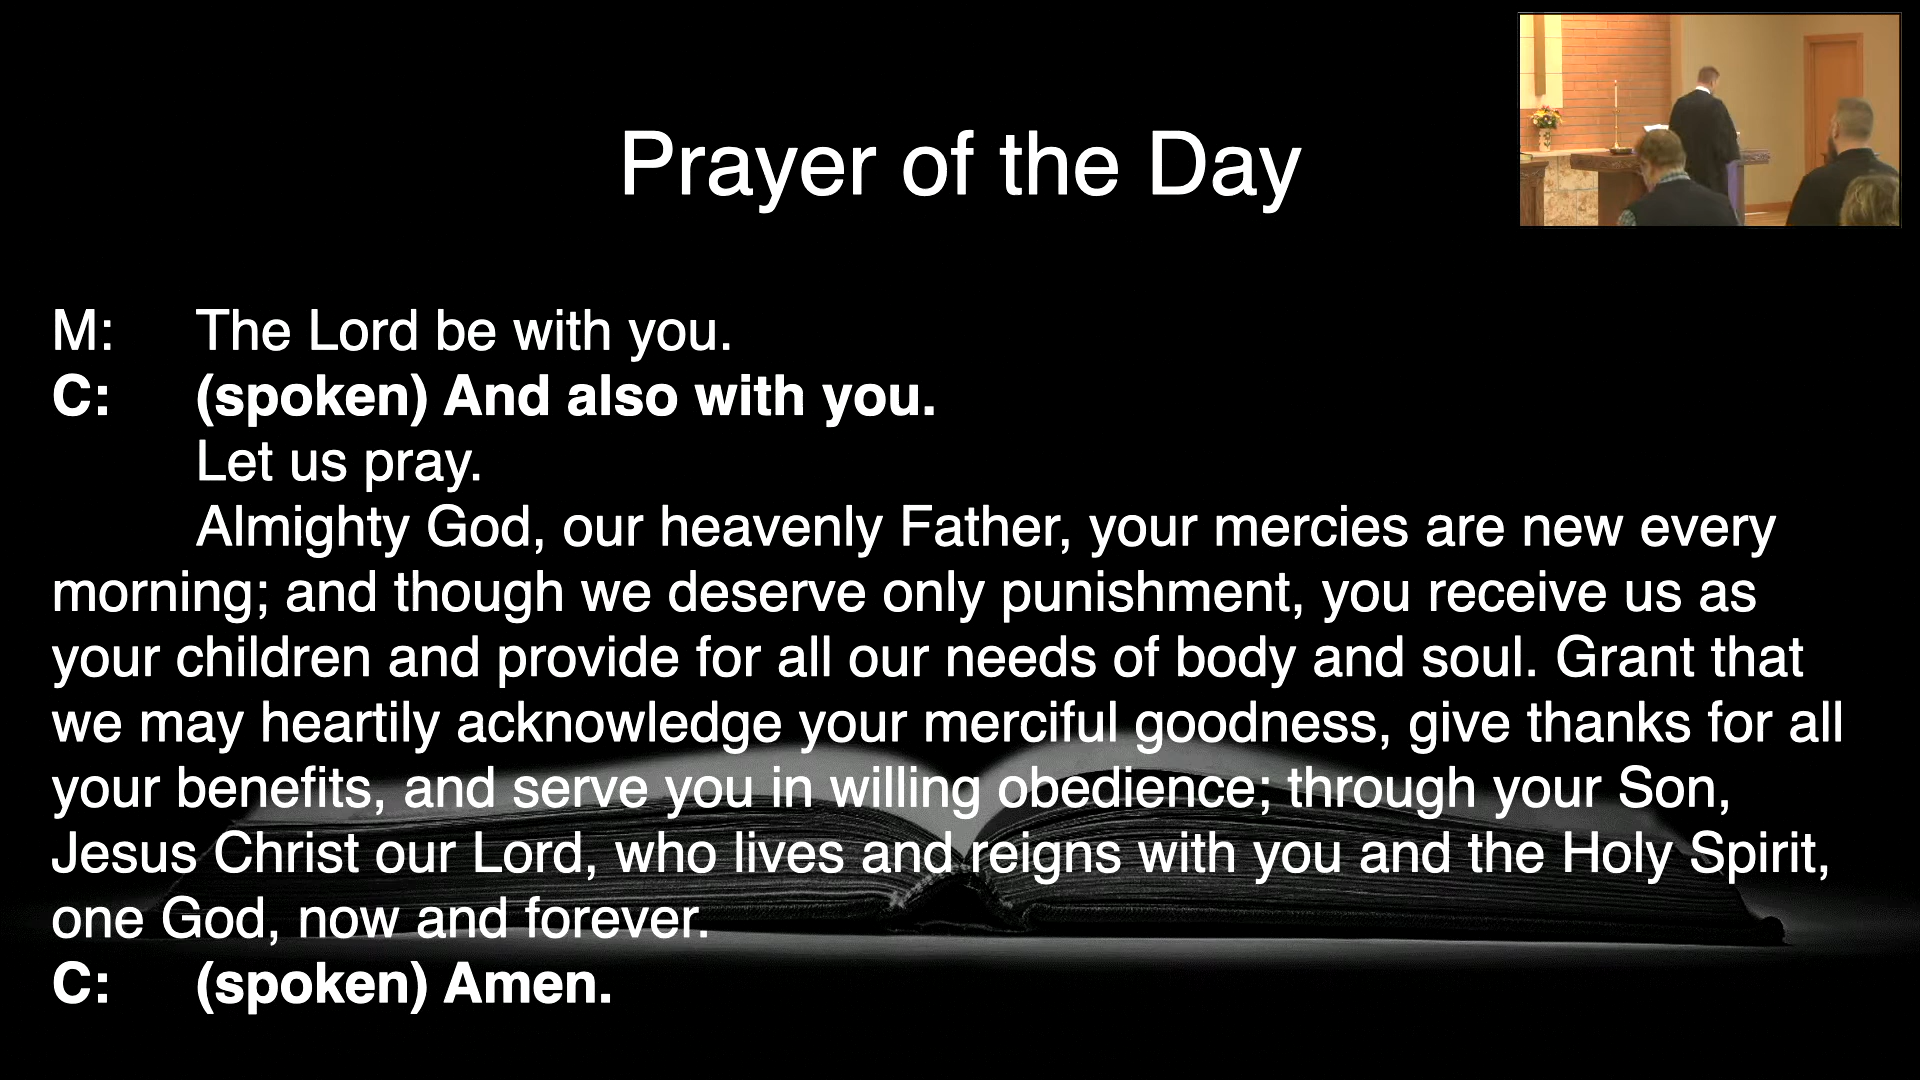 Prayer of the Day
M: The Lord be with you.
C: (spoken) And also with you.
Let us pray.
Almighty God, our heavenly Father, your mercies are new every
morning; and though we deserve only punishment, you receive us as
your children and provide for all our needs of body and soul. Grant that
we may heartily acknowledge your merciful goodness, give thanks for all
your benefits, and serve you in willing obedience; through your Son,
Jesus Christ our Lord, who lives and reigns with you and the Holy Spirit,
one God, now and forever.
C: (spoken) Amen.